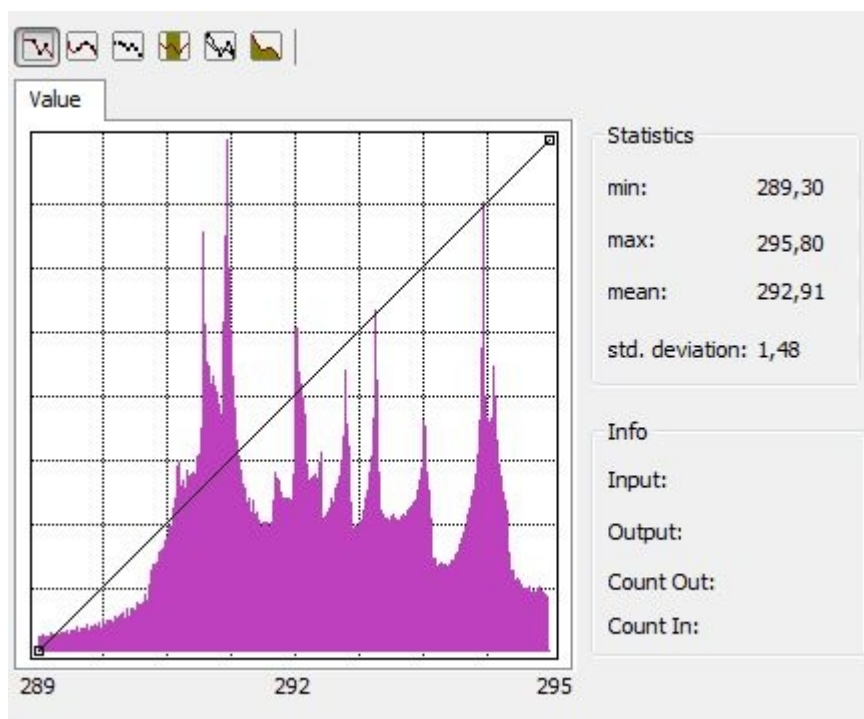 Value
289 292 295
Statistics
min: 289,30
max: 295,80
mean: 292,91
std. deviation: 1,48
Info
Input:
Output:
Count Out:
Count In: